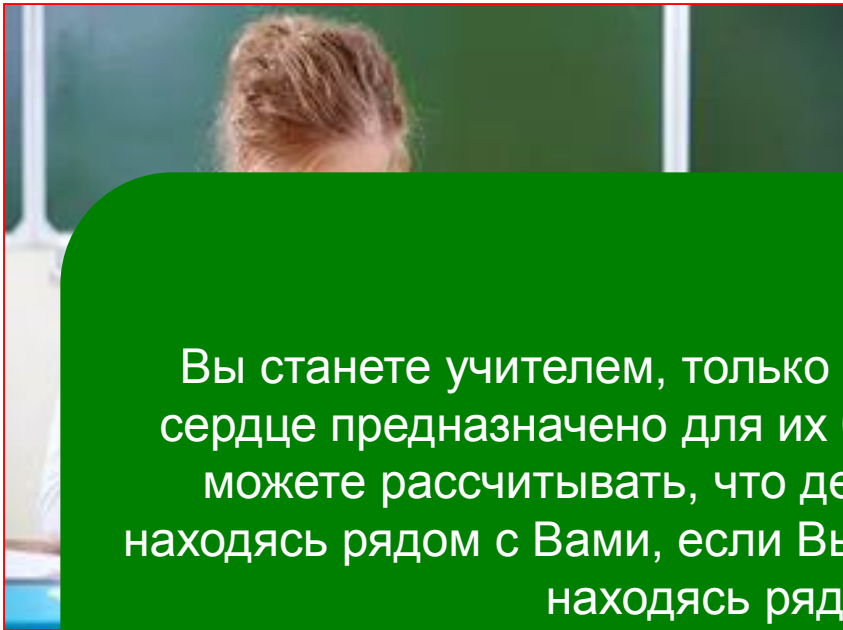 Вы станете учителем, только
сердце предназначено для их
можете рассчитывать, что де
находясь рядом с Вами, если Вы
находясь ряд